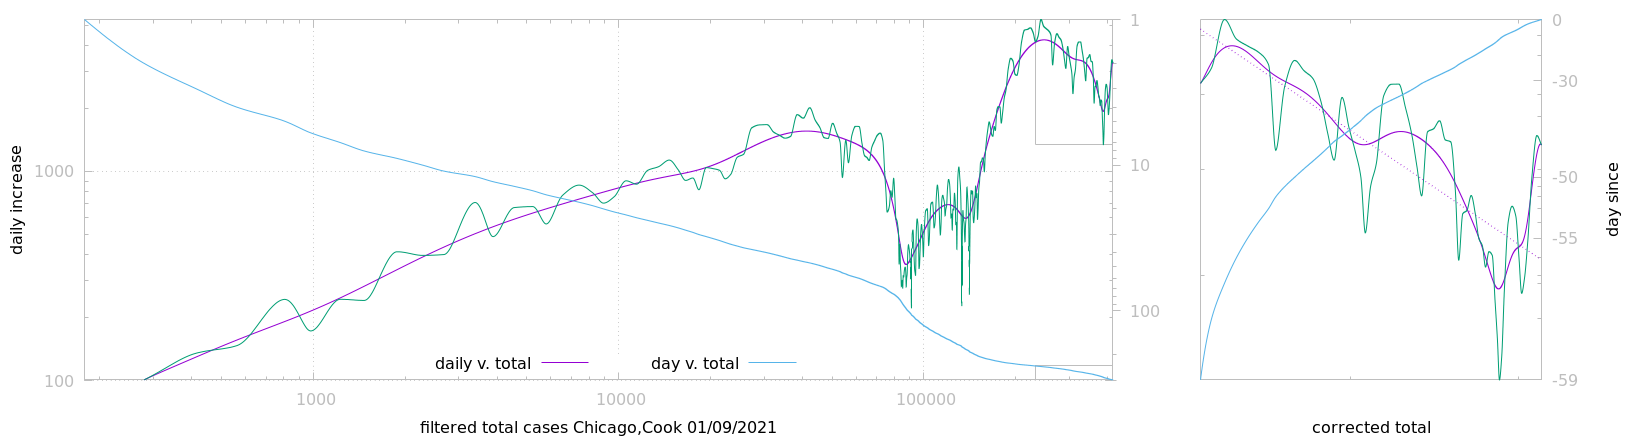 1
0
-30
daily increase
1000
10
-50
day since
-55
100
daily v. total
day v. total
100
-59
1000
10000
100000
filtered total cases Chicago,Cook 01/09/2021
corrected total